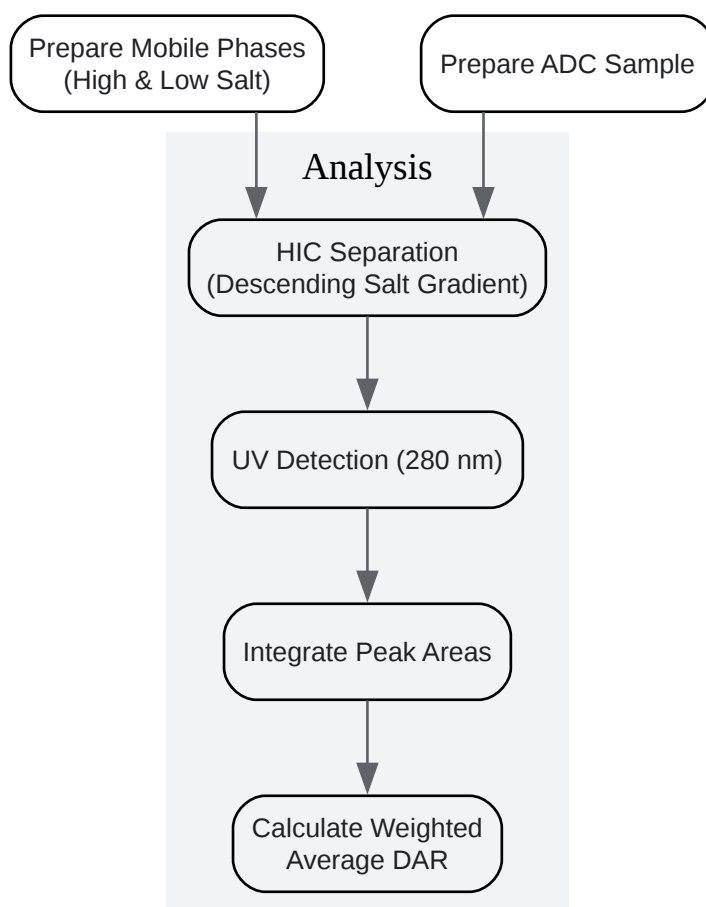 Prepare Mobile Phases
(High & Low Salt)
Prepare ADC Sample
Analysis
HIC Separation
(Descending Salt Gradient)
UV Detection (280 nm)
Integrate Peak Areas
Calculate Weighted
Average DAR